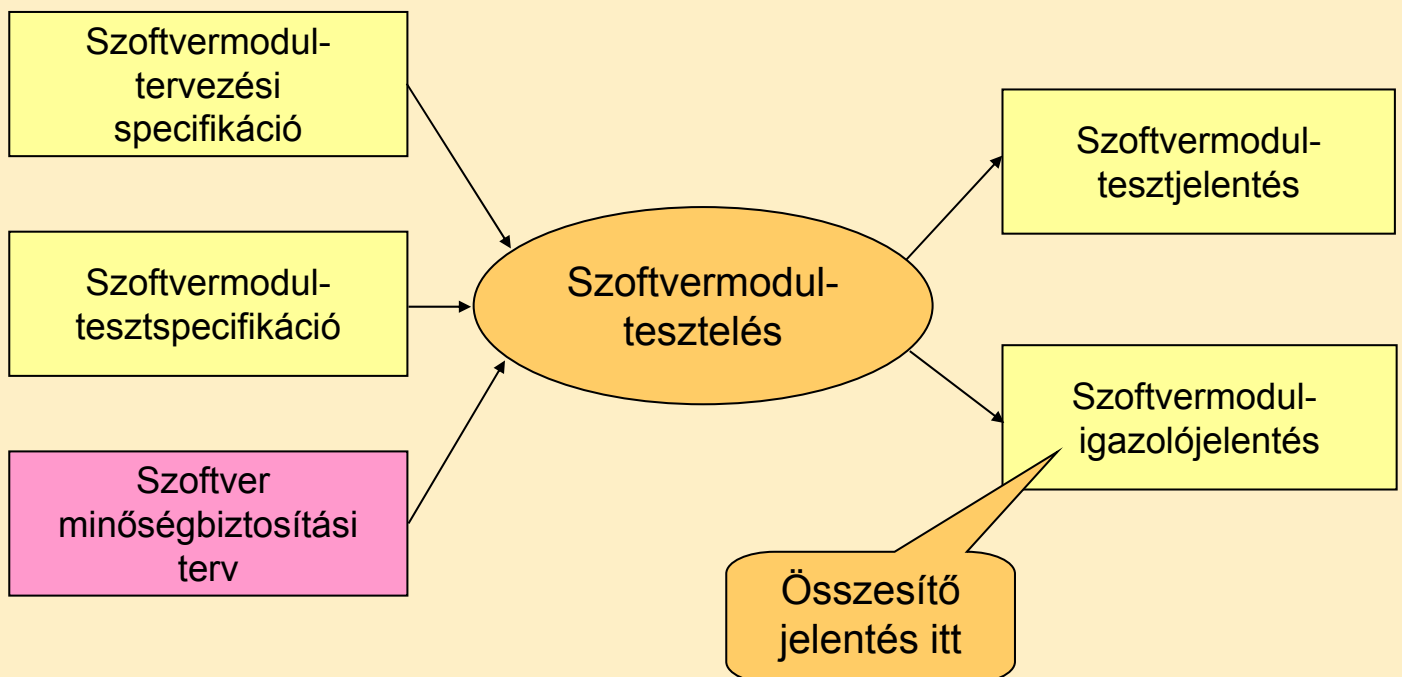 Szoftvermodul-
tervezési
specifikáció
Szoftvermodul-
tesztspecifikáció
Szoftver
minőségbiztosítási
terv
Szoftvermodul-
tesztelés
Szoftvermodul-
tesztjelentés
Szoftvermodul-
igazolójelentés
Összesítő
jelentés itt